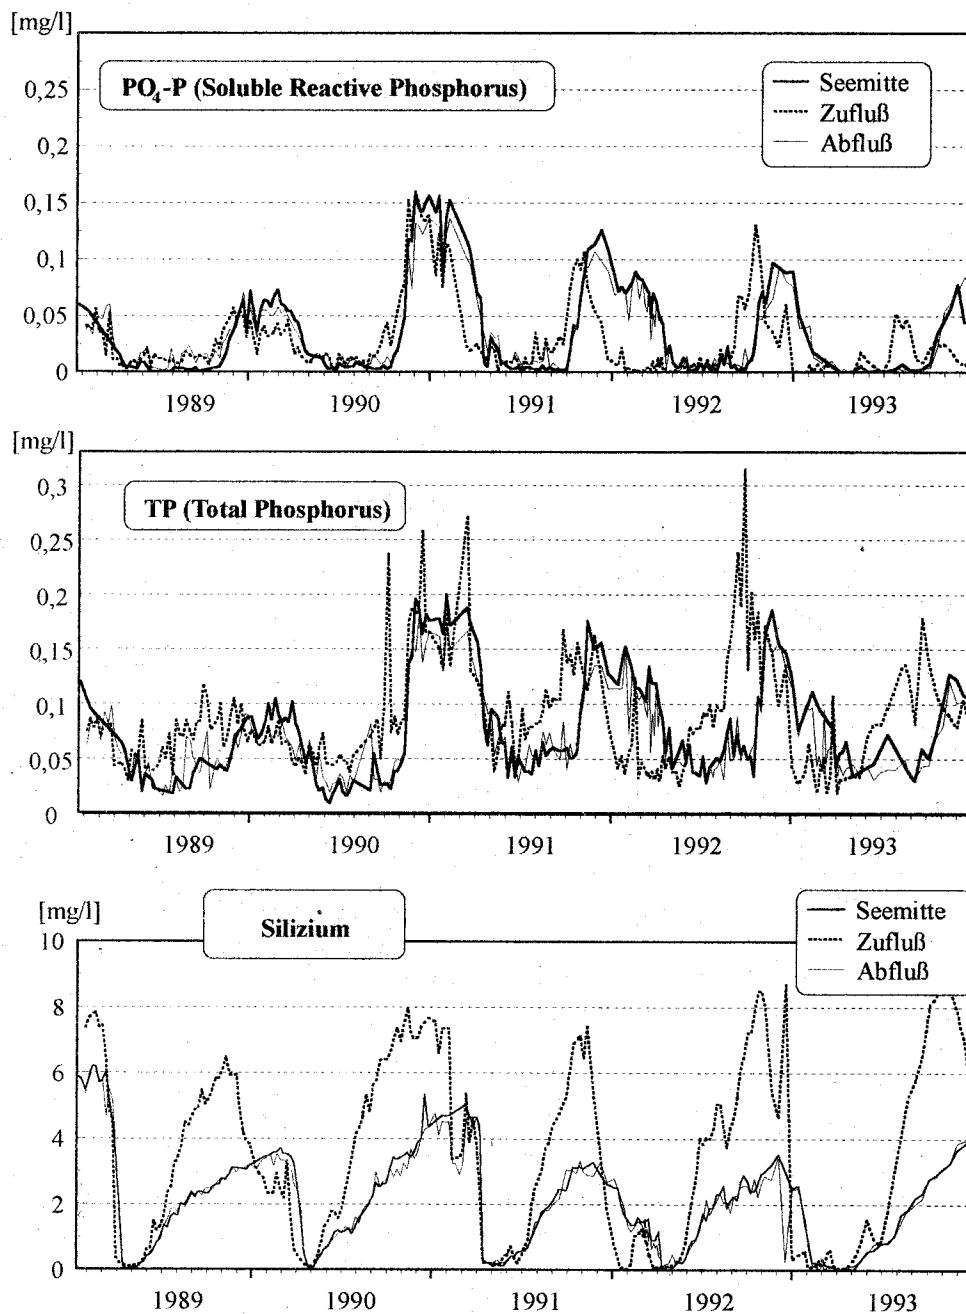 [mg/l]
PO4-P (Soluble Reactive Phosphorus)
Seemitte
Zufluß
Abfluß
0,25
0,2
0,15
0,1
0,05
0
1989
1990
1991
1992
1993
[mg/l]
TP (Total Phosphorus)
0,3
0,25
0,2
0,15
0,1
0,05
0
1989
1990
1991
1992
1993
[mg/l]
Silizium
Seemitte
Zufluß
Abfluß
10
8
6
4
2
0
1989
1990
1991
1992
1993